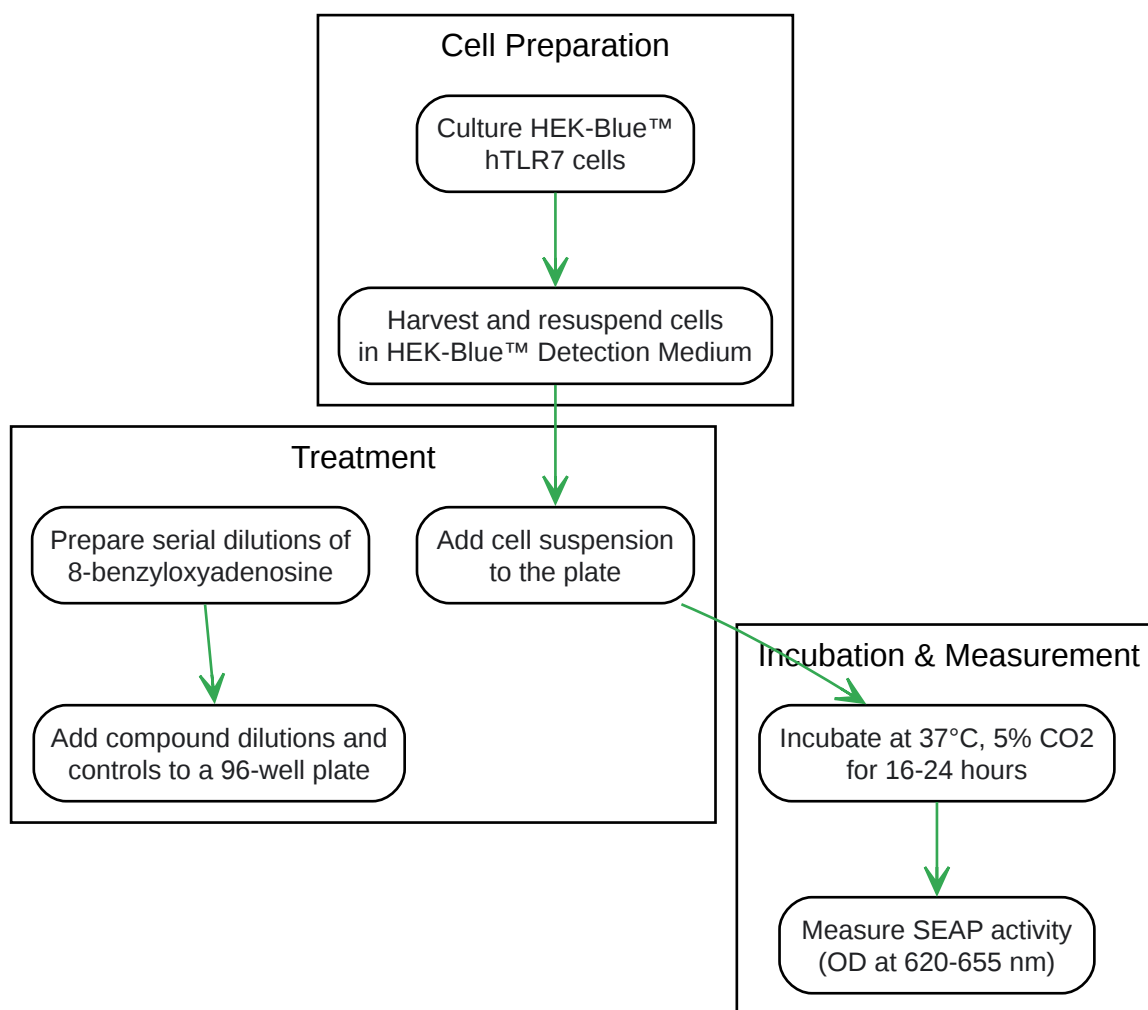 Cell Preparation
Culture HEK-Blue™
hTLR7 cells
Harvest and resuspend cells
in HEK-Blue™ Detection Medium
Treatment
Prepare serial dilutions of
8-benzyloxyadenosine
Add cell suspension
to the plate
Add compound dilutions and
controls to a 96-well plate
Incubation & Measurement
Incubate at 37°C, 5% CO2
for 16-24 hours
Measure SEAP activity
(OD at 620-655 nm)